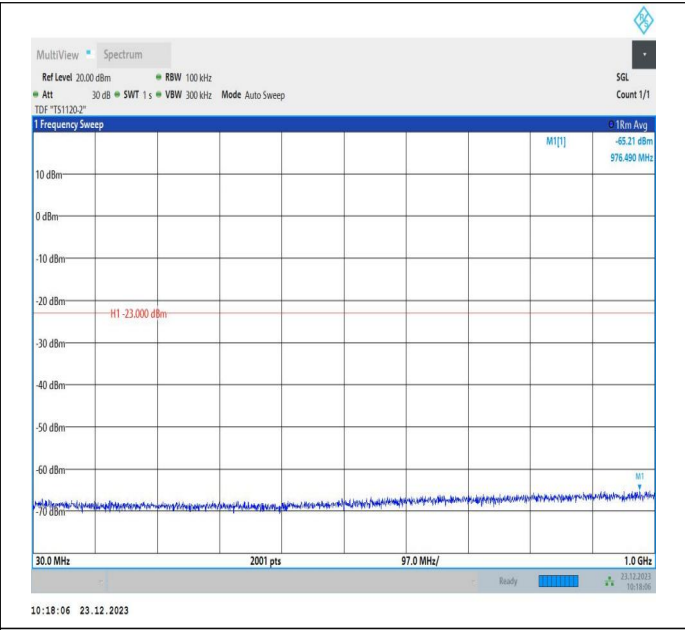 MultiView Spectrum
Ref Level 20.00 dBm RBW 100 kHz SGL
Att 30 dB SWT 1 s VBW 300 kHz Mode Auto Sweep Count 1/1
TDF "TS1120-2"
1 Frequency Sweep 1Rm Avg
M1[1] -65.21 dBm
976.490 MHz
10 dBm
0 dBm
-10 dBm
-20 dBm
H1 -23.000 dBm
-30 dBm
-40 dBm
-50 dBm
-60 dBm
M1
-70 dBm
30.0 MHz 2001 pts 97.0 MHz/ 1.0 GHz
Ready 23.12.2023
10:18:06
10:18:06 23.12.2023